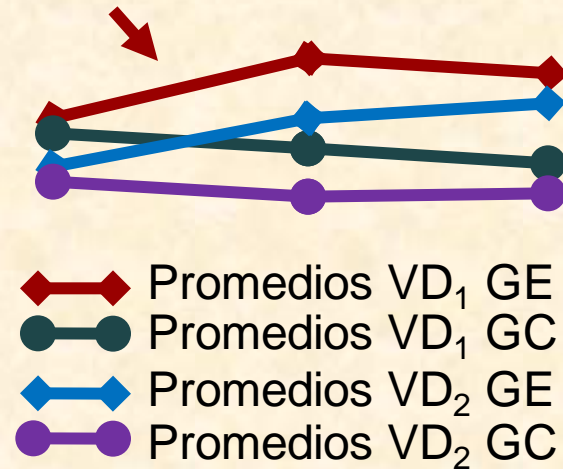 Promedios VD₁ GE
Promedios VD₁ GC
Promedios VD₂ GE
Promedios VD₂ GC